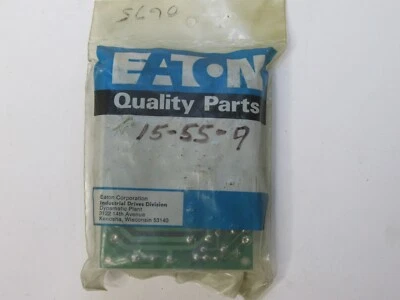 5690
EATON
Quality Parts
15-55-9
Eaton Corporation
Industrial Drives Division
Dynamatic Plant
3122 14th Avenue
Kenosha, Wisconsin 53140